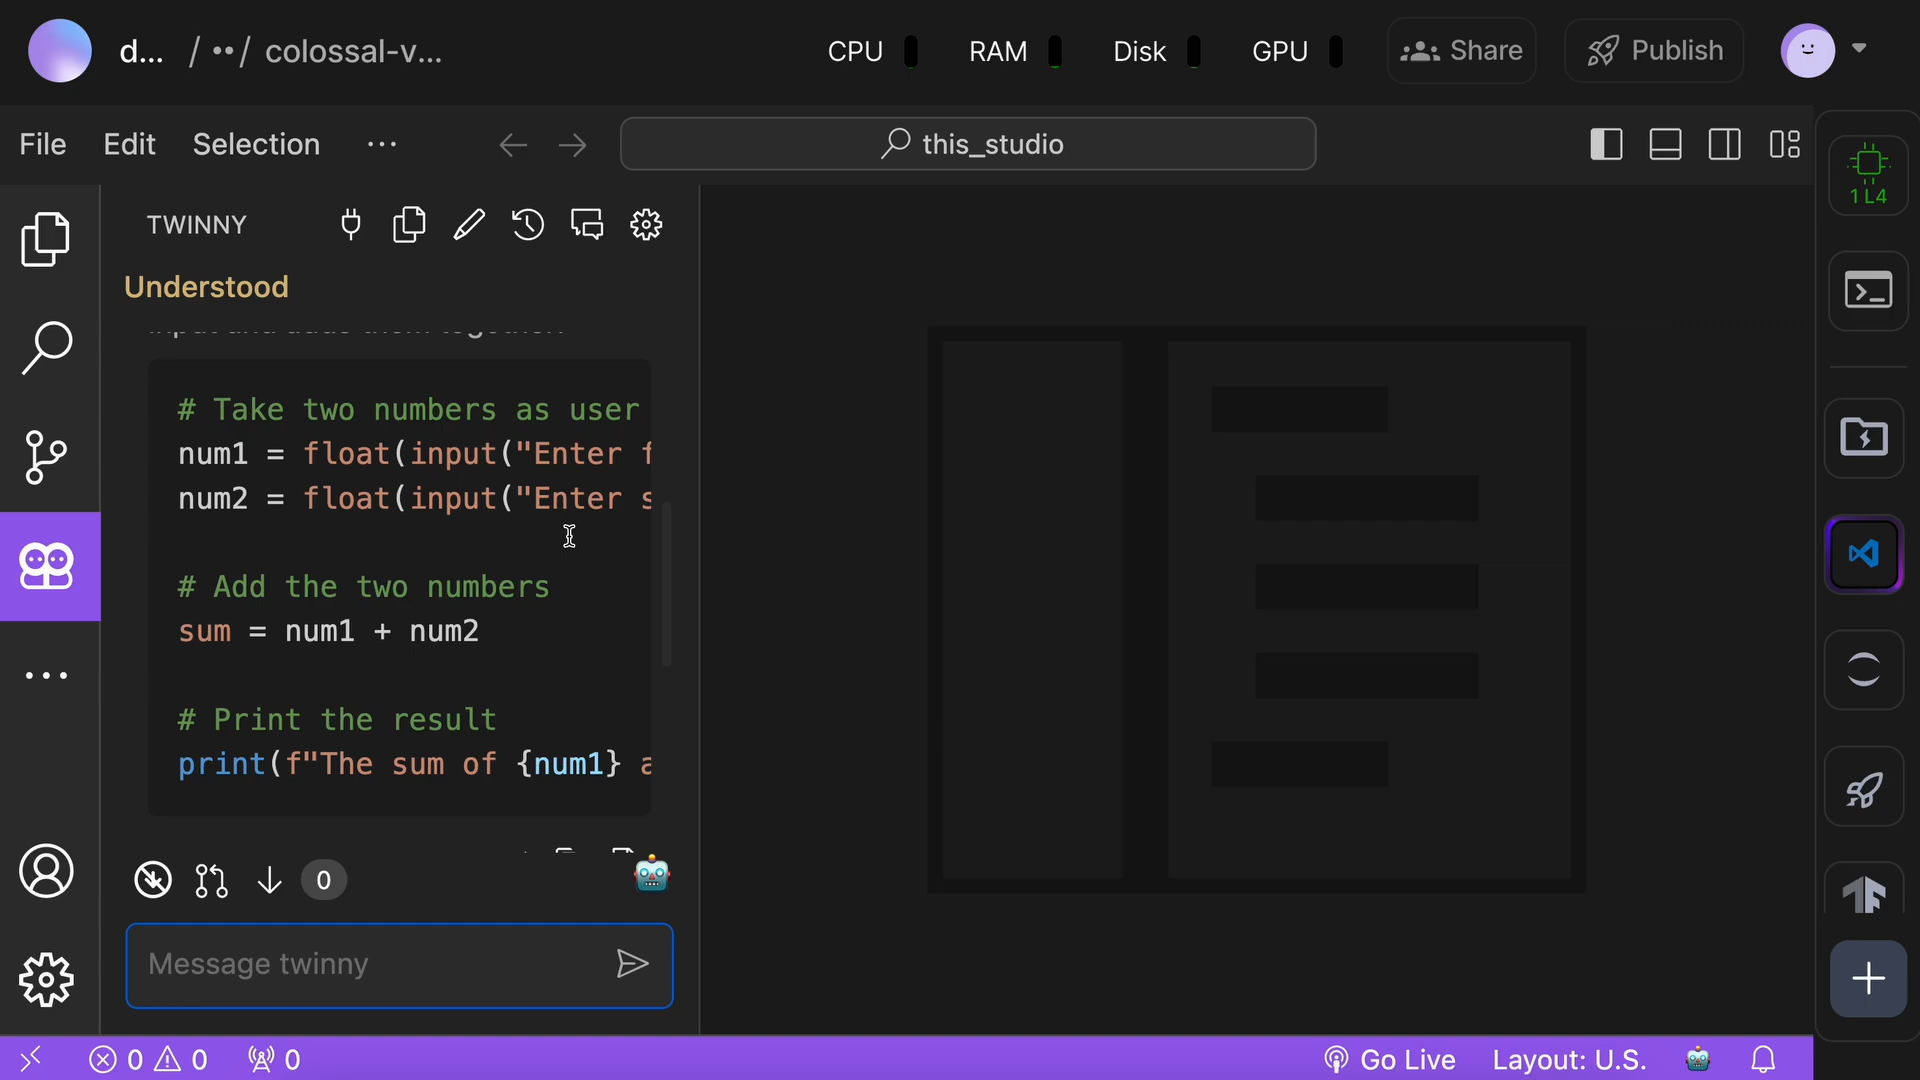 d... / ••/ colossal-v...
CPU RAM Disk GPU Share Publish
File Edit Selection ··· this_studio
1 L4
TWINNY
Understood
# Take two numbers as user
num1 = float(input("Enter f
num2 = float(input("Enter s
# Add the two numbers
sum = num1 + num2
# Print the result
print(f"The sum of {num1} a
0
Message twinny
0 0 0 Go Live Layout: U.S.